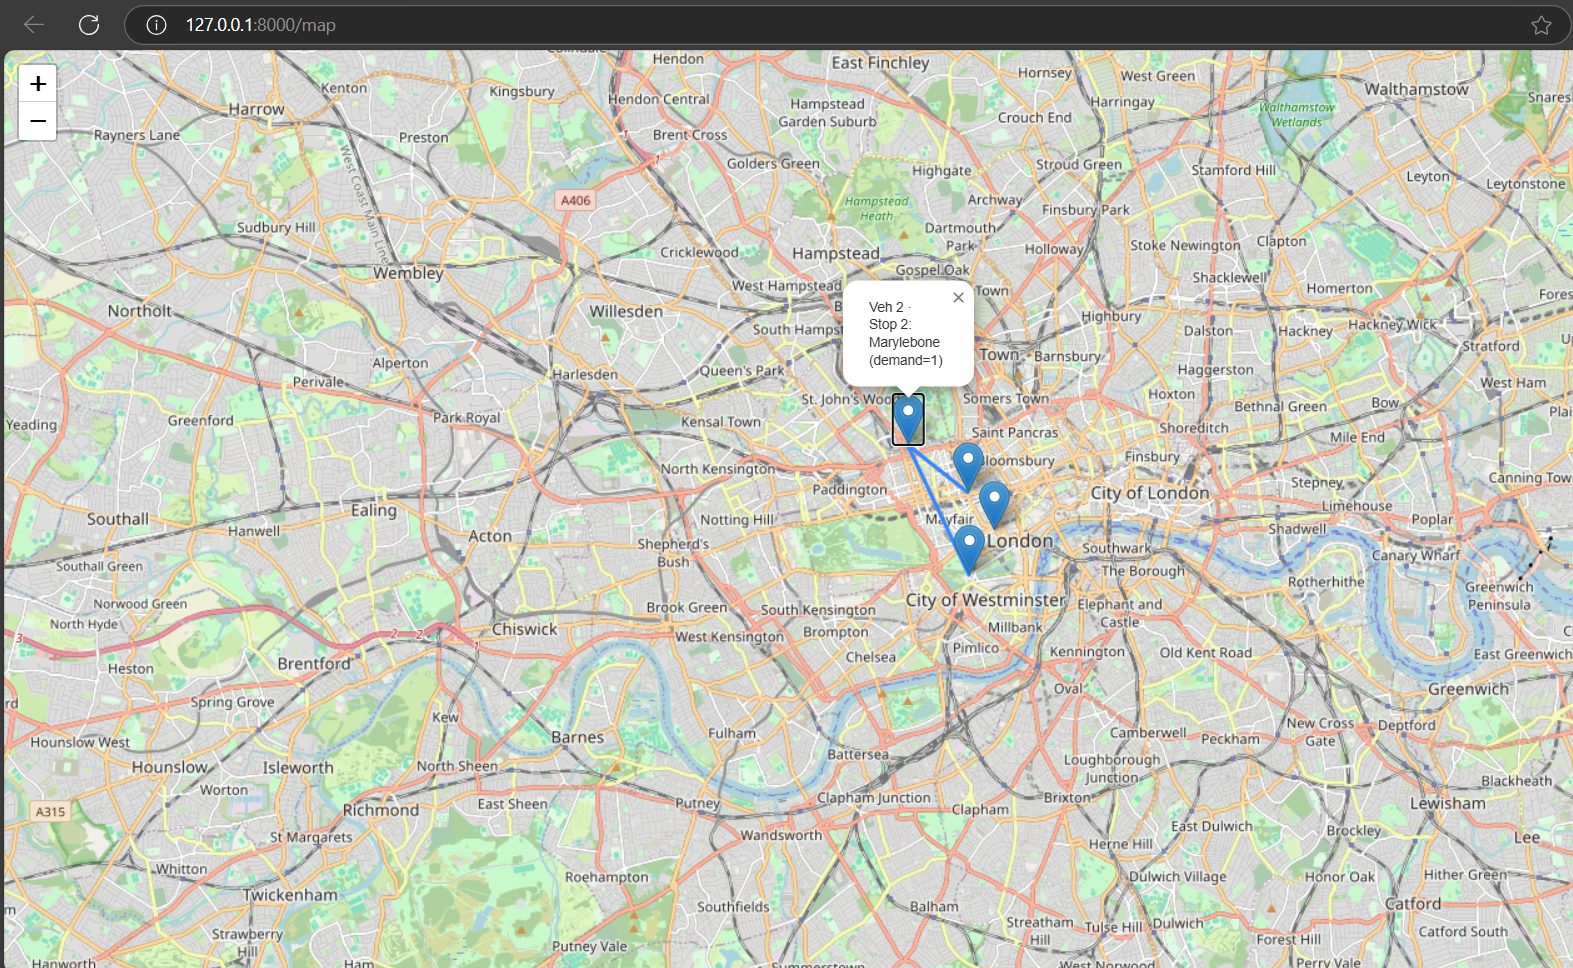 127.0.0.1:8000/map
+
−
Hendon
East Finchley
Hornsey
West Green
Walthamstow
Kenton
Kingsbury
Hendon Central
Hampstead
Garden Suburb
Harringay
Walthamstow
Wetlands
Harrow
Crouch End
Rayners Lane
Preston
Brent Cross
Golders Green
Highgate
Stroud Green
Stamford Hill
Leyton
Leytonstone
West Coast Main Line
A406
Hampstead
Heath
Archway
Finsbury Park
Sudbury Hill
Dartmouth
Park
Holloway
Stoke Newington
Clapton
Cricklewood
Hampstead
Wembley
Gospel Oak
Shacklewell
West Hampstead
Homerton
Northolt
Willesden
Veh 2 ·
Stop 2:
Marylebone
(demand=1)
×
Highbury
Dalston
Hackney
Hackney Wick
Stratford
Alperton
Barnsbury
Haggerston
Perivale
Harlesden
Queen's Park
West Ham
Somers Town
Hoxton
Bethnal Green
Bow
Greenford
Park Royal
Kensal Town
Saint Pancras
Shoreditch
Mile End
Yeading
North Kensington
Finsbury
Paddington
City of London
Stepney
Canning Tow
Southall
Ealing
Notting Hill
Mayfair
Limehouse
Poplar
Hanwell
Acton
Shepherd's
Bush
London
Southwark
Shadwell
Canary Wharf
Southall Green
The Borough
Rotherhithe
Greenwich
Peninsula
Norwood Green
North Hyde
Brook Green
South Kensington
City of Westminster
Elephant and
Castle
3
2
2
1
Chiswick
West Kensington
Brompton
Millbank
Heston
Brentford
Chelsea
Pimlico
Kennington
Old Kent Road
East Greenwich
Spring Grove
Kew
Oval
Greenwich
Hounslow West
Barnes
Fulham
New Cross
Gate
Deptford
Hounslow
Isleworth
North Sheen
Battersea
Camberwell
Peckham
Loughborough
Junction
Blackheath
Worton
East Sheen
Putney
Clapham Junction
Clapham
Brixton
Lewisham
A315
Richmond
St Margarets
Wandsworth
East Dulwich
Brockley
Lee
Whitton
Herne Hill
Roehampton
Dulwich Village
Honor Oak
Hither Green
Twickenham
Southfields
Balham
Catford
Strawberry
Hill
Putney Vale
Streatham
Hill
Tulse Hill
Dulwich
Forest Hill
Catford South
Hanworth
Ham
Summerstown
West Norwood
Perry Vale